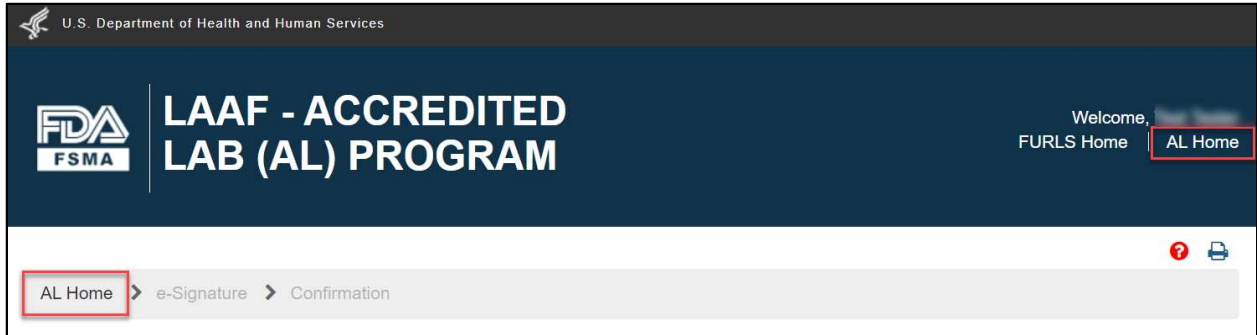 U.S. Department of Health and Human Services
FDA
FSMA
LAAF - ACCREDITED
LAB (AL) PROGRAM
Welcome,
FURLS Home | AL Home
?
AL Home > e-Signature > Confirmation